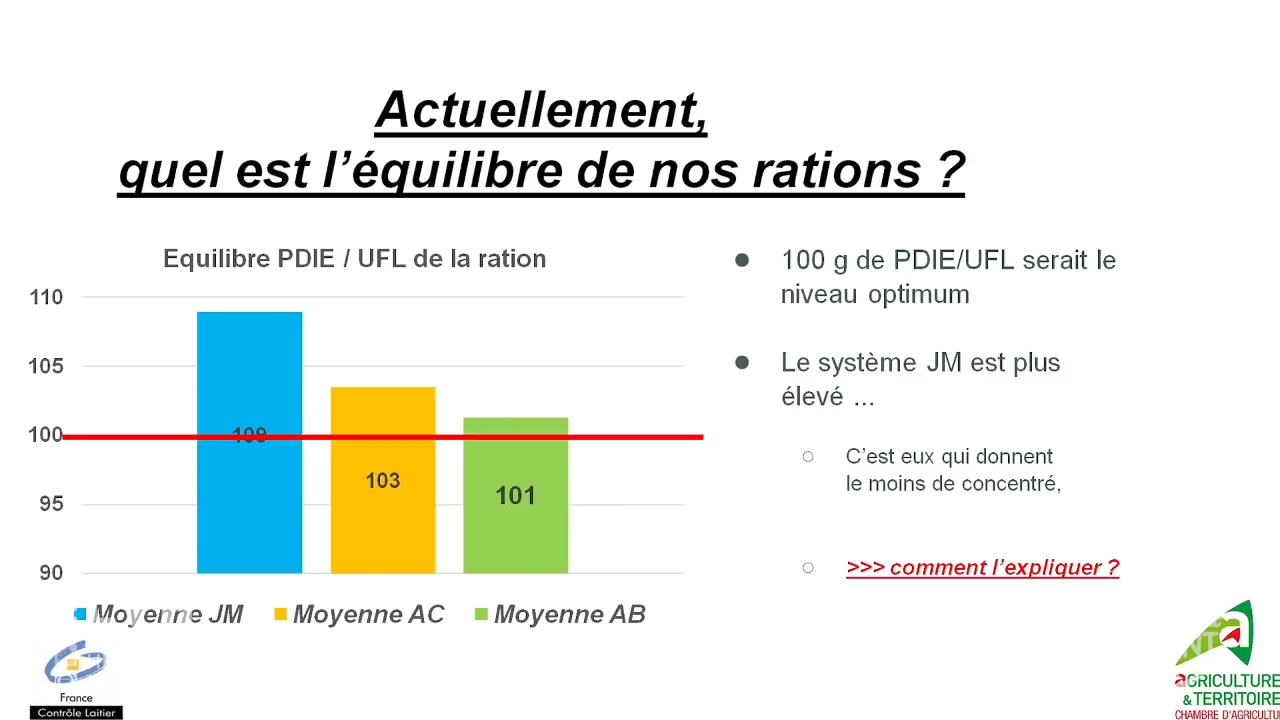 Actuellement,
quel est l’équilibre de nos rations ?
Equilibre PDIE / UFL de la ration
110
105
100
95
90
109
103
101
Moyenne JM
Moyenne AC
Moyenne AB
● 100 g de PDIE/UFL serait le
niveau optimum
● Le système JM est plus
élevé ...
○ C’est eux qui donnent
le moins de concentré,
○ >>> comment l’expliquer ?
France
Contrôle Laitier
AGRICULTURE
& TERRITOIRE
CHAMBRE D'AGRICULTU